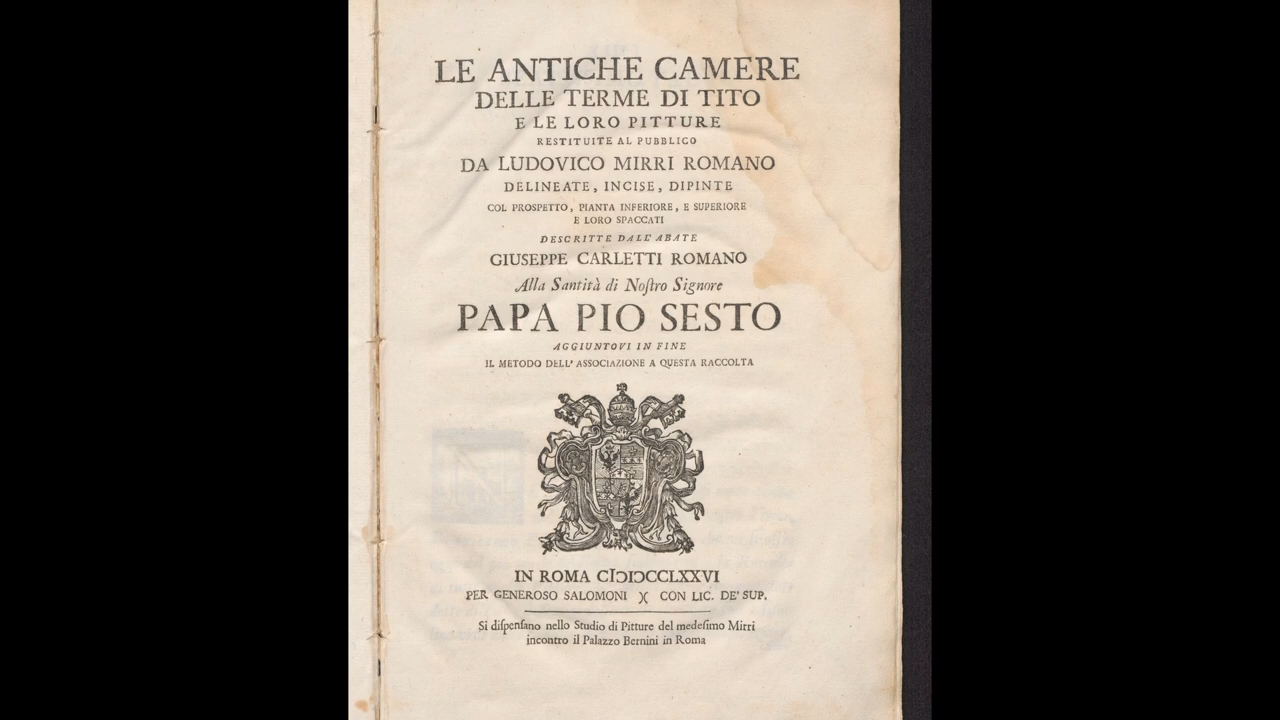 LE ANTICHE CAMERE
DELLE TERME DI TITO
E LE LORO PITTURE
RESTITUITE AL PUBBLICO
DA LUDOVICO MIRRI ROMANO
DELINEATE, INCISE, DIPINTE
COL PROSPETTO, PIANTA INFERIORE, E SUPERIORE
E LORO SPACCATI
DESCRITTE DALL' ABATE
GIUSEPPE CARLETTI ROMANO
Alla Santità di Noſtro Signore
PAPA PIO SESTO
AGGIUNTOVI IN FINE
IL METODO DELL' ASSOCIAZIONE A QUESTA RACCOLTA
IN ROMA CIↃIↃCCLXXVI
PER GENEROSO SALOMONI )( CON LIC. DE' SUP.
Si diſpenſano nello Studio di Pitture del medeſimo Mirri
incontro il Palazzo Bernini in Roma